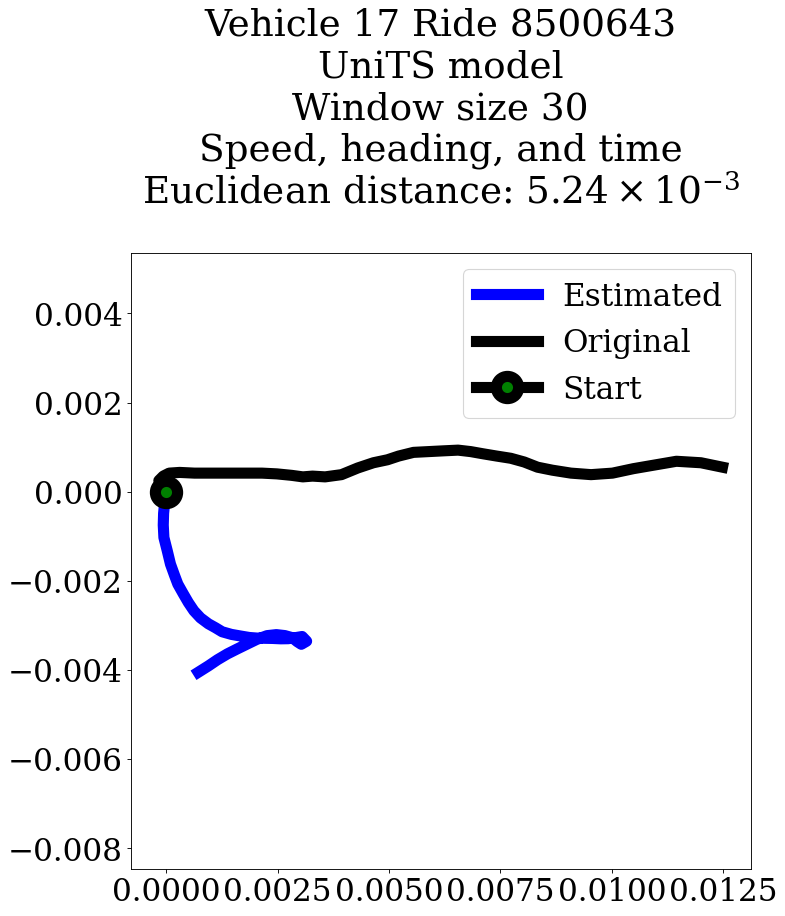 Vehicle 17 Ride 8500643
UniTS model
Window size 30
Speed, heading, and time
Euclidean distance: 5.24 × 10⁻³
Estimated
Original
Start
0.004
0.002
0.000
−0.002
−0.004
−0.006
−0.008
0.0000 0.0025 0.0050 0.0075 0.0100 0.0125